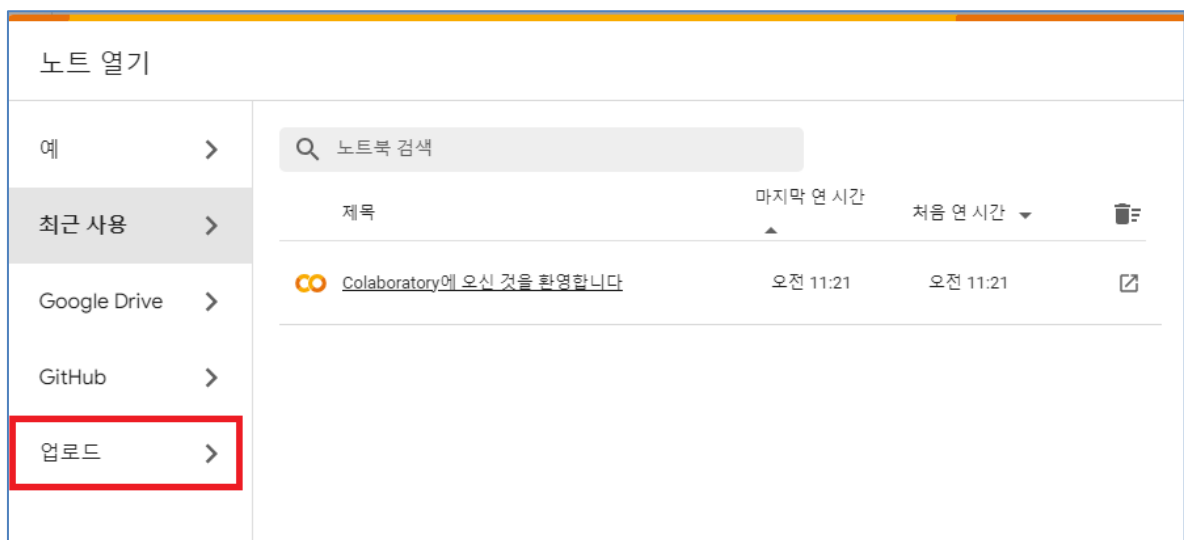 노트 열기
예
최근 사용
Google Drive
GitHub
업로드
노트북 검색
제목 마지막 연 시간 처음 연 시간
Colaboratory에 오신 것을 환영합니다 오전 11:21 오전 11:21